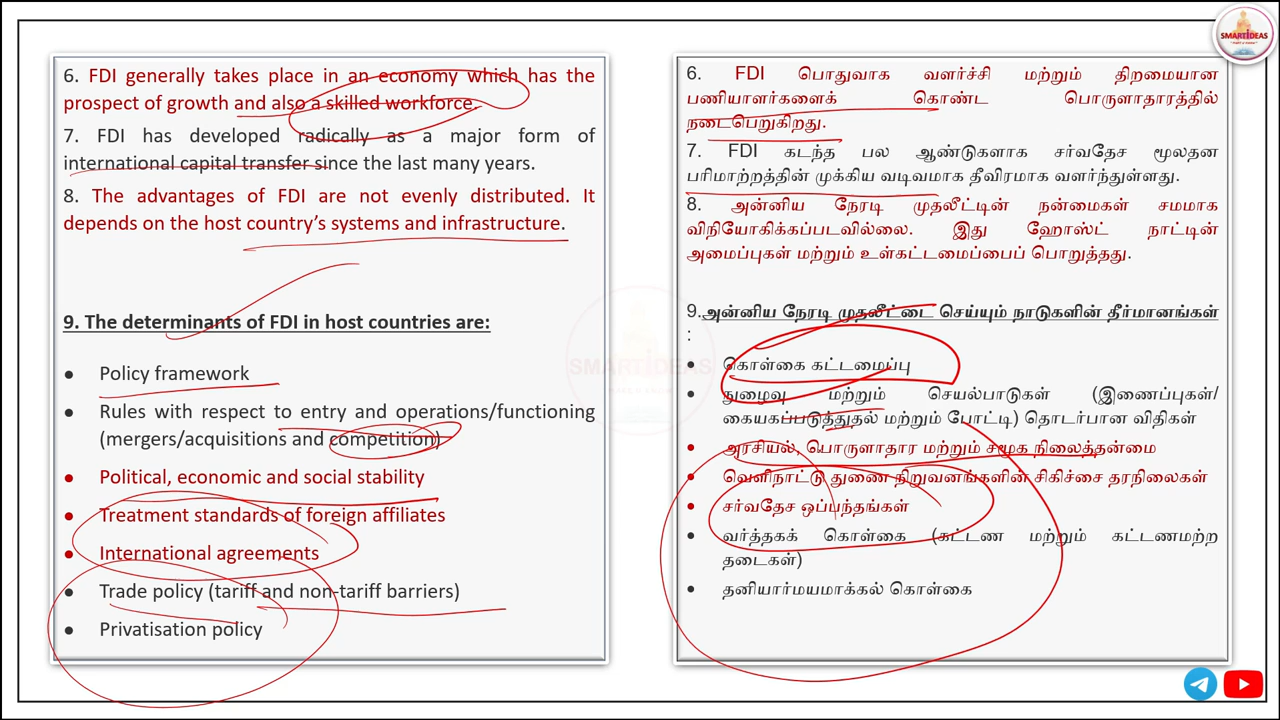 SMARTIDEAS
6. FDI generally takes place in an economy which has the
prospect of growth and also a skilled workforce.
7. FDI has developed radically as a major form of
international capital transfer since the last many years.
8. The advantages of FDI are not evenly distributed. It
depends on the host country's systems and infrastructure.
9. The determinants of FDI in host countries are:
● Policy framework
● Rules with respect to entry and operations/functioning
(mergers/acquisitions and competition)
● Political, economic and social stability
● Treatment standards of foreign affiliates
● International agreements
● Trade policy (tariff and non-tariff barriers)
● Privatisation policy
6. FDI பொதுவாக வளர்ச்சி மற்றும் திறமையான
பணியாளர்களைக் கொண்ட பொருளாதாரத்தில்
நடைபெறுகிறது.
7. FDI கடந்த பல ஆண்டுகளாக சர்வதேச மூலதன
பரிமாற்றத்தின் முக்கிய வடிவமாக தீவிரமாக வளர்ந்துள்ளது.
8. அன்னிய நேரடி முதலீட்டின் நன்மைகள் சமமாக
விநியோகிக்கப்படவில்லை. இது ஹோஸ்ட் நாட்டின்
அமைப்புகள் மற்றும் உள்கட்டமைப்பைப் பொறுத்தது.
9.அன்னிய நேரடி முதலீட்டை செய்யும் நாடுகளின் தீர்மானங்கள்
:
● கொள்கை கட்டமைப்பு
● நுழைவு மற்றும் செயல்பாடுகள் (இணைப்புகள்/
கையகப்படுத்துதல் மற்றும் போட்டி) தொடர்பான விதிகள்
● அரசியல், பொருளாதார மற்றும் சமூக நிலைத்தன்மை
● வெளிநாட்டு துணை நிறுவனங்களின் சிகிச்சை தரநிலைகள்
● சர்வதேச ஒப்பந்தங்கள்
● வர்த்தகக் கொள்கை (கட்டண மற்றும் கட்டணமற்ற
தடைகள்)
● தனியார்மயமாக்கல் கொள்கை
SMARTIDEAS